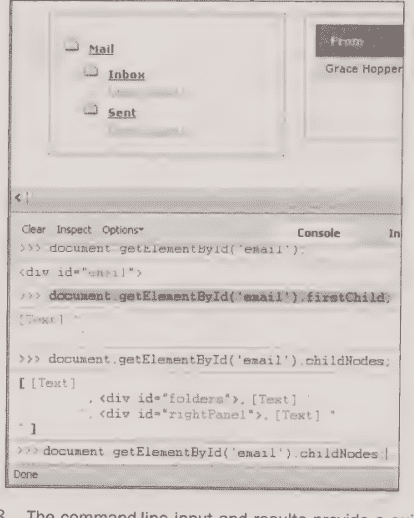 Mail
From
Inbox
Grace Hopper
Sent
<
Clear Inspect Options
Console In
>>> document.getElementById('email');
<div id="email">
>>> document.getElementById('email').firstChild;
[Text] "
>>> document.getElementById('email').childNodes;
[ [Text]
, <div id="folders">, [Text] "
, <div id="rightPanel">, [Text] "
" ]
>>> document.getElementById('email').childNodes;
Done
The command line input and results provide a